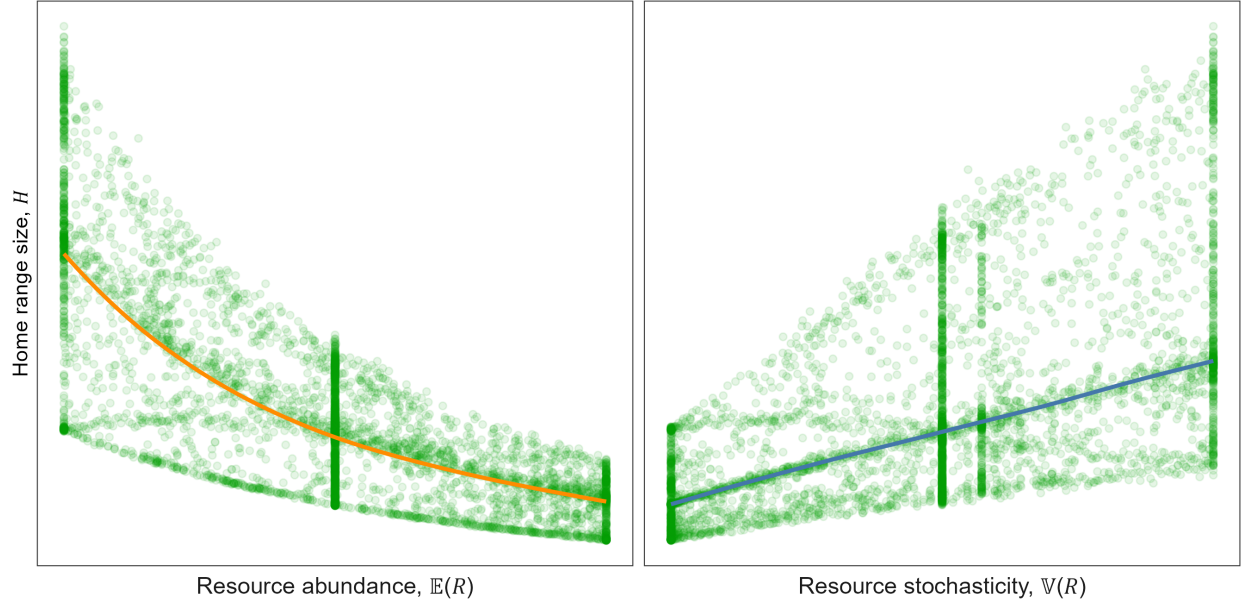 Home range size, H
Resource abundance, 𝔼(R)
Resource stochasticity, 𝕍(R)